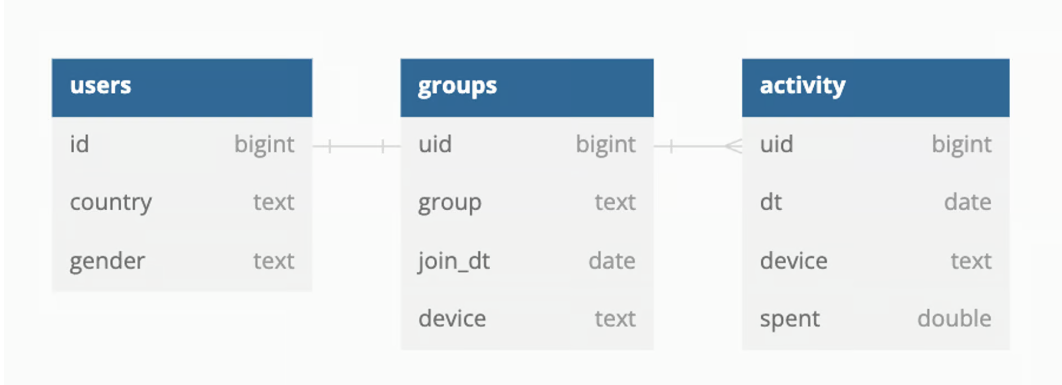 users
id bigint
country text
gender text
groups
uid bigint
group text
join_dt date
device text
activity
uid bigint
dt date
device text
spent double